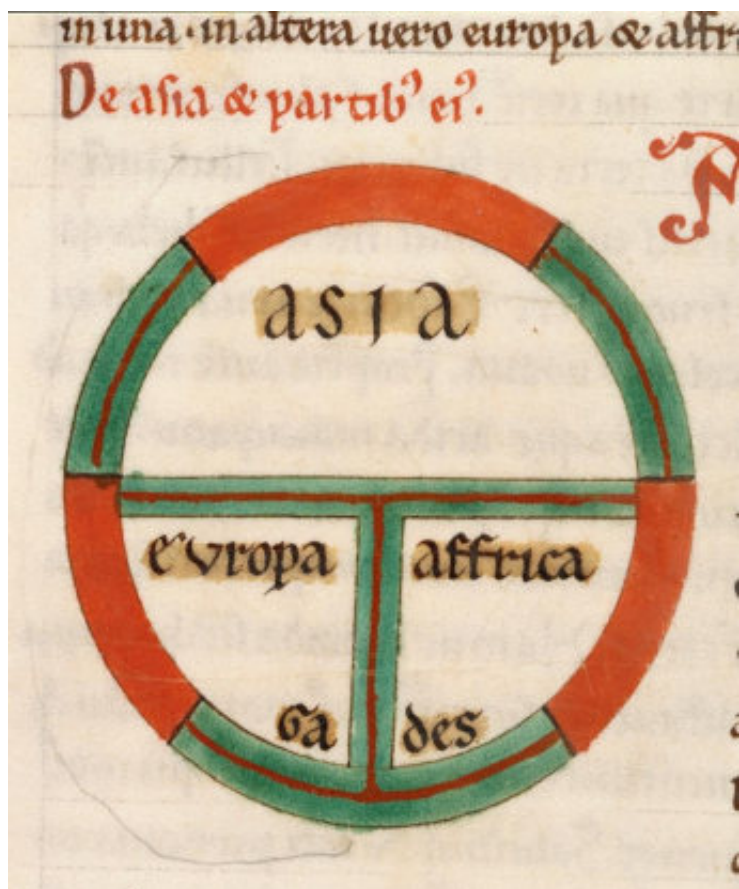 in una · in altera uero europa & affri
De asia & partib᾿ ei᾿.
asia
europa affrica
Ga des